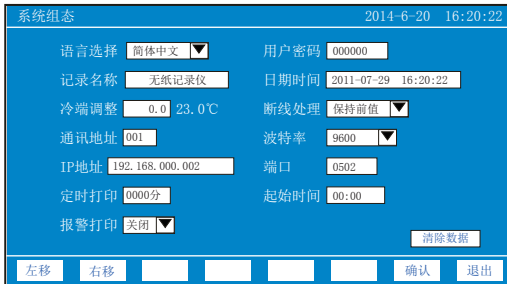 系统组态 2014-6-20 16:20:22
语言选择 简体中文 用户密码 000000
记录名称 无纸记录仪 日期时间 2011-07-29 16:20:22
冷端调整 0.0 23.0℃ 断线处理 保持前值
通讯地址 001 波特率 9600
IP地址 192.168.000.002 端口 0502
定时打印 0000分 起始时间 00:00
报警打印 关闭
清除数据
左移 右移 确认 退出